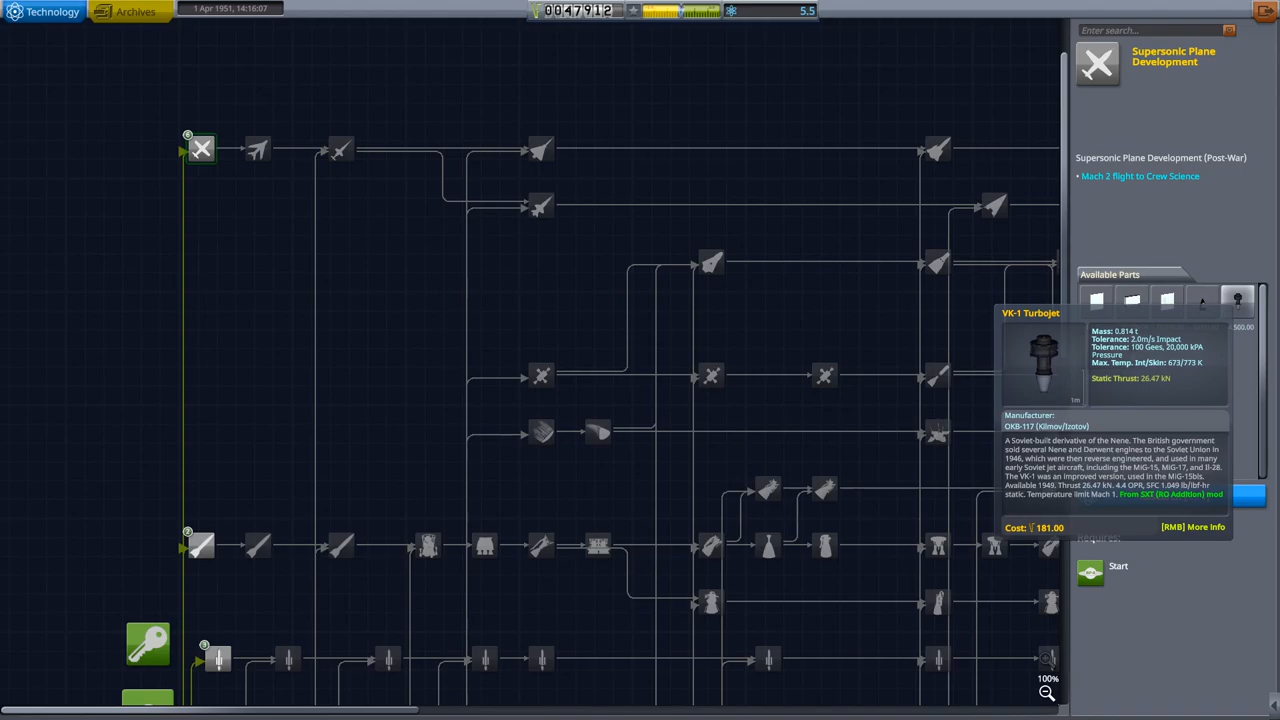 Technology
Archives
1 Apr 1951, 14:16:07
0047912
5.5
Enter search...
Supersonic Plane
Development
6
Supersonic Plane Development (Post-War)
• Mach 2 flight to Crew Science
Available Parts
500.00
VK-1 Turbojet
Mass: 0.814 t
Tolerance: 2.0m/s Impact
Tolerance: 100 Gees, 20,000 kPA
Pressure
Max. Temp. Int/Skin: 673/773 K
Static Thrust: 26.47 kN
1m
Manufacturer:
OKB-117 (Klimov/Izotov)
A Soviet-built derivative of the Nene. The British government
sold several Nene and Derwent engines to the Soviet Union in
1946, which were then reverse engineered, and used in many
early Soviet jet aircraft, including the MiG-15, MiG-17, and Il-28.
The VK-1 was an improved version, used in the MiG-15bis.
Available 1949. Thrust 26.47 kN. 4.4 OPR, SFC 1.049 lb/lbf-hr
static. Temperature limit Mach 1. From SXT (RO Addition) mod
Cost: 181.00
[RMB] More Info
2
Requires:
Start
3
100%